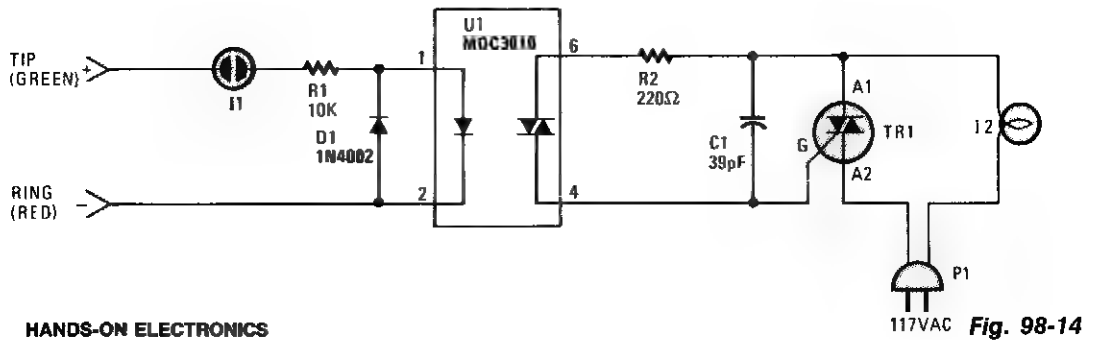 TIP
(GREEN)
+
I1
R1
10K
D1
1N4002
U1
MOC3010
1
2
6
4
R2
220Ω
C1
39pF
A1
G
TR1
A2
I2
RING
(RED)
−
P1
117VAC
HANDS-ON ELECTRONICS
Fig. 98-14